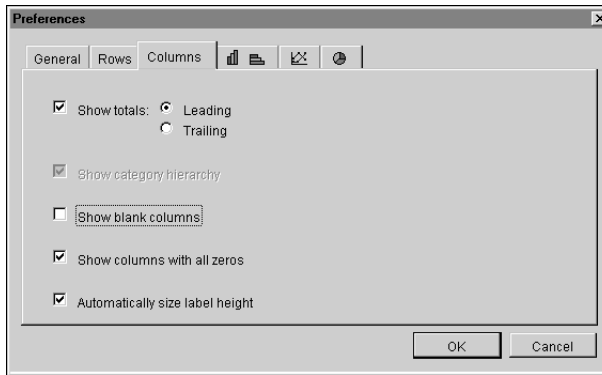 Preferences
General Rows Columns
Show totals: Leading
Trailing
Show category hierarchy
Show blank columns
Show columns with all zeros
Automatically size label height
OK Cancel